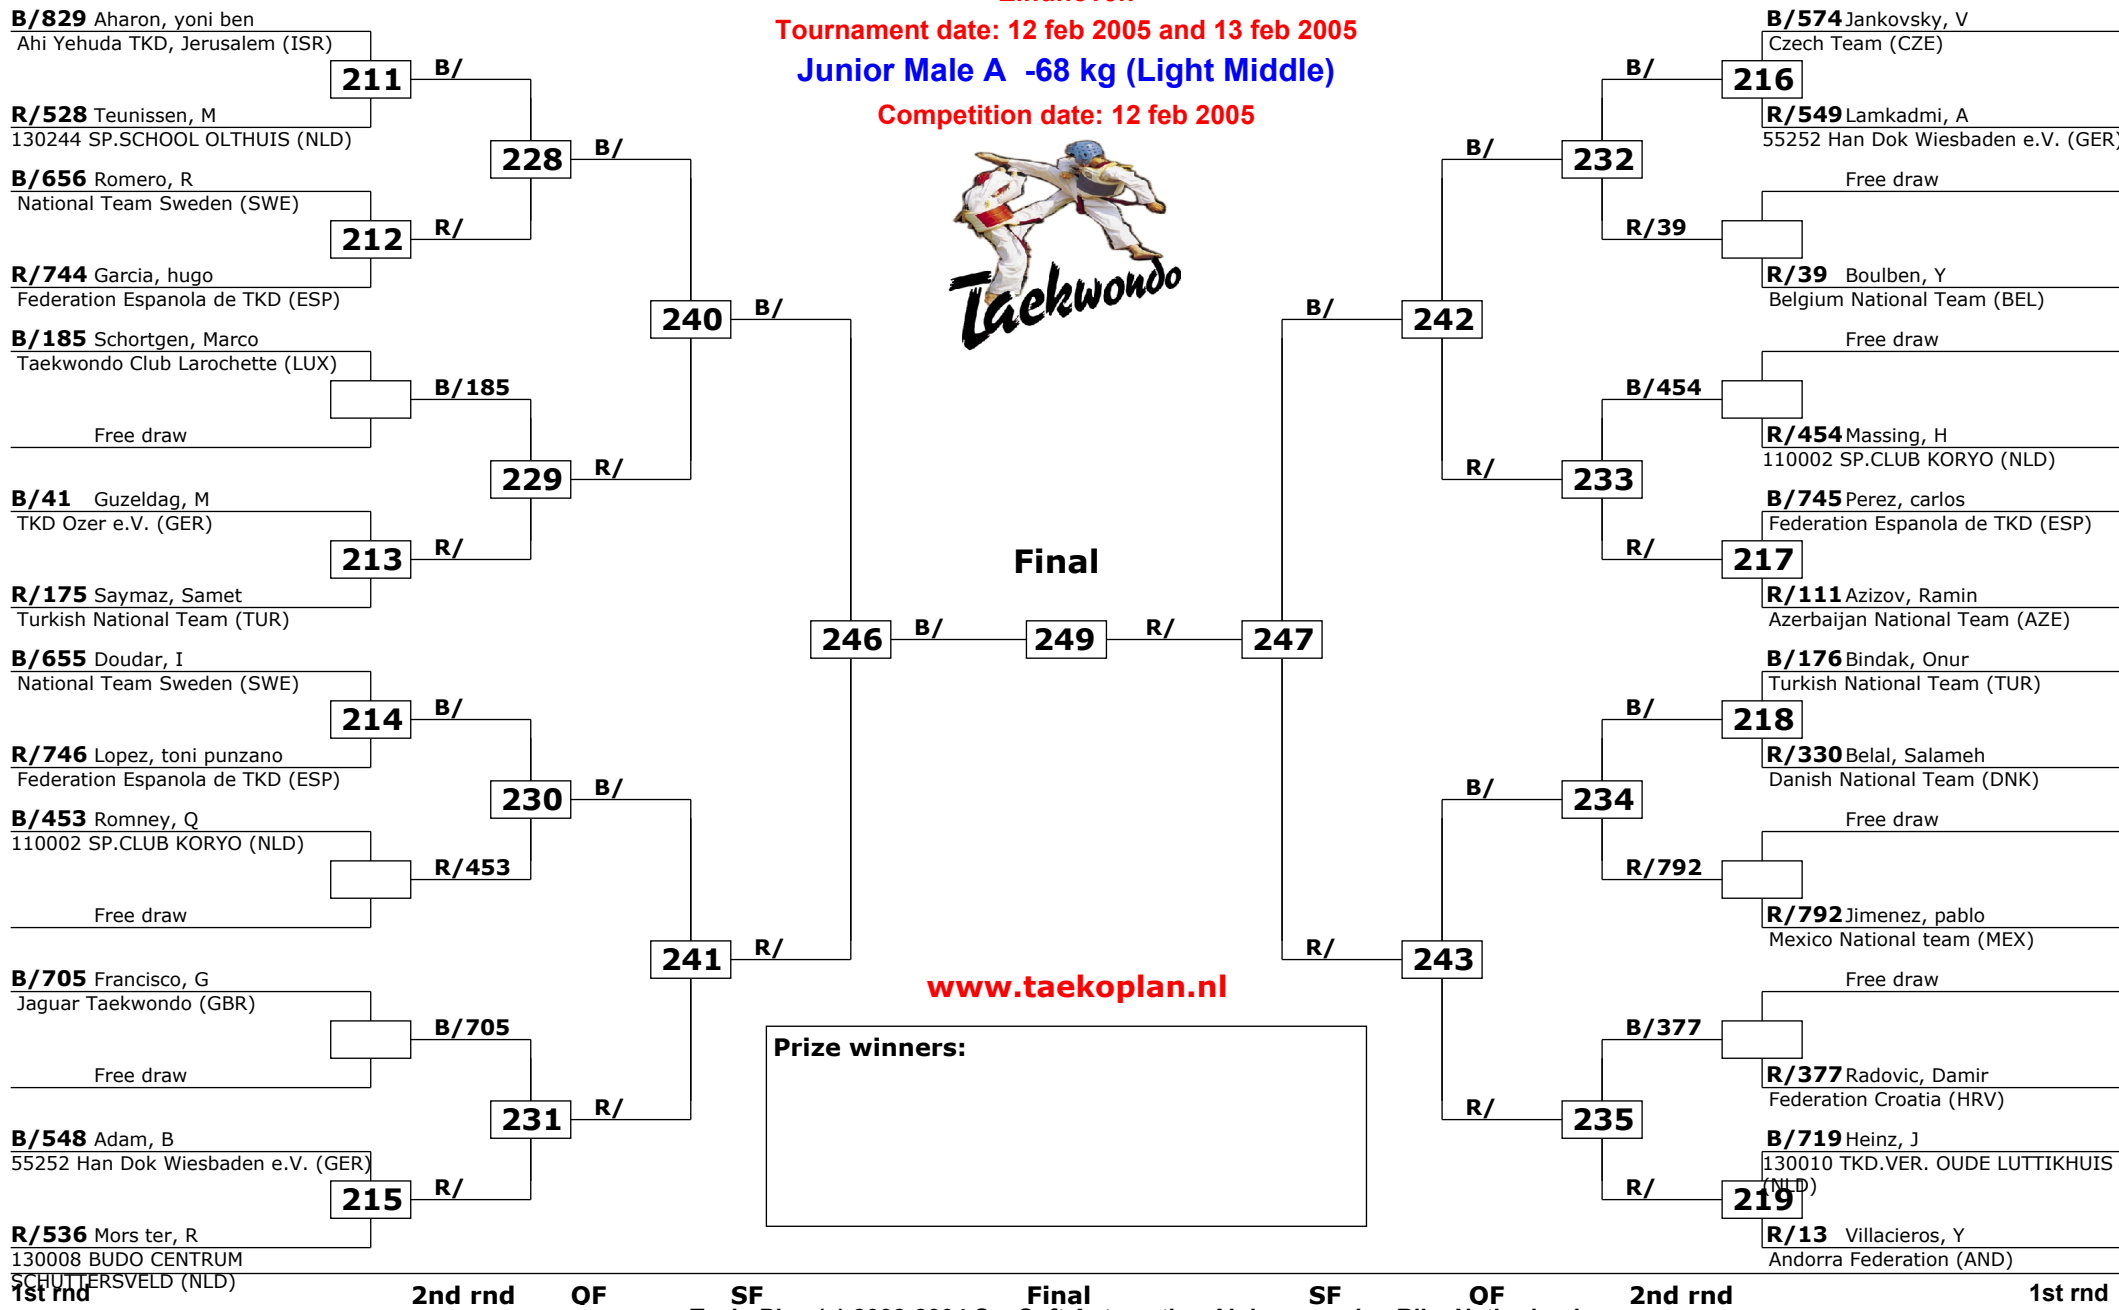 Tournament date: 12 feb 2005 and 13 feb 2005
Junior Male A -68 kg (Light Middle)
Competition date: 12 feb 2005
Taekwondo
B/829 Aharon, yoni ben
Ahi Yehuda TKD, Jerusalem (ISR)
211
B/
R/528 Teunissen, M
130244 SP.SCHOOL OLTHUIS (NLD)
228
B/
B/656 Romero, R
National Team Sweden (SWE)
212
R/
R/744 Garcia, hugo
Federation Espanola de TKD (ESP)
240
B/
B/185 Schortgen, Marco
Taekwondo Club Larochette (LUX)
B/185
Free draw
229
R/
B/41 Guzeldag, M
TKD Ozer e.V. (GER)
213
R/
R/175 Saymaz, Samet
Turkish National Team (TUR)
246
B/
B/655 Doudar, I
National Team Sweden (SWE)
214
B/
R/746 Lopez, toni punzano
Federation Espanola de TKD (ESP)
230
B/
B/453 Romney, Q
110002 SP.CLUB KORYO (NLD)
R/453
Free draw
241
R/
B/705 Francisco, G
Jaguar Taekwondo (GBR)
B/705
Free draw
231
R/
B/548 Adam, B
55252 Han Dok Wiesbaden e.V. (GER)
215
R/
R/536 Mors ter, R
130008 BUDO CENTRUM
SCHUTTERSVELD (NLD)
Final
249
R/
247
www.taekoplan.nl
Prize winners:
B/574 Jankovsky, V
Czech Team (CZE)
B/
216
R/549 Lamkadmi, A
55252 Han Dok Wiesbaden e.V. (GER)
B/
232
Free draw
R/39
R/39 Boulben, Y
Belgium National Team (BEL)
B/
242
Free draw
B/454
R/454 Massing, H
110002 SP.CLUB KORYO (NLD)
R/
233
B/745 Perez, carlos
Federation Espanola de TKD (ESP)
R/
217
R/111 Azizov, Ramin
Azerbaijan National Team (AZE)
B/176 Bindak, Onur
Turkish National Team (TUR)
B/
218
R/330 Belal, Salameh
Danish National Team (DNK)
B/
234
Free draw
R/792
R/792 Jimenez, pablo
Mexico National team (MEX)
R/
243
Free draw
B/377
R/377 Radovic, Damir
Federation Croatia (HRV)
R/
235
B/719 Heinz, J
130010 TKD.VER. OUDE LUTTIKHUIS
(NLD)
R/
219
R/13 Villacieros, Y
Andorra Federation (AND)
1st rnd 2nd rnd QF SF Final SF QF 2nd rnd 1st rnd